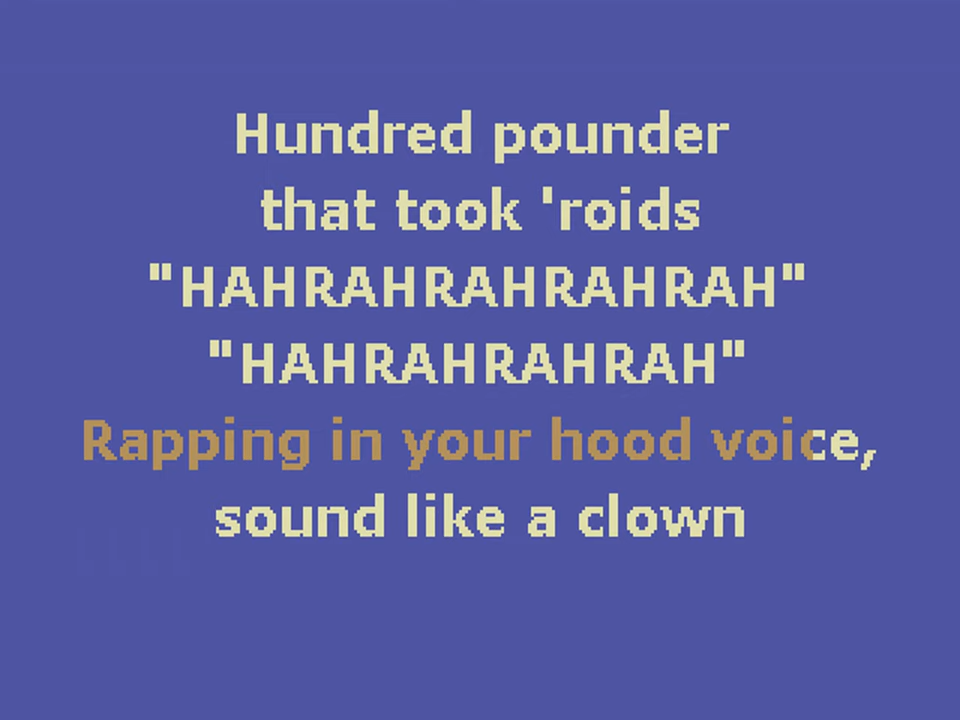 Hundred pounder
that took 'roids
"HAHRAHRAHRAHRAH"
"HAHRAHRAHRAH"
Rapping in your hood voice,
sound like a clown